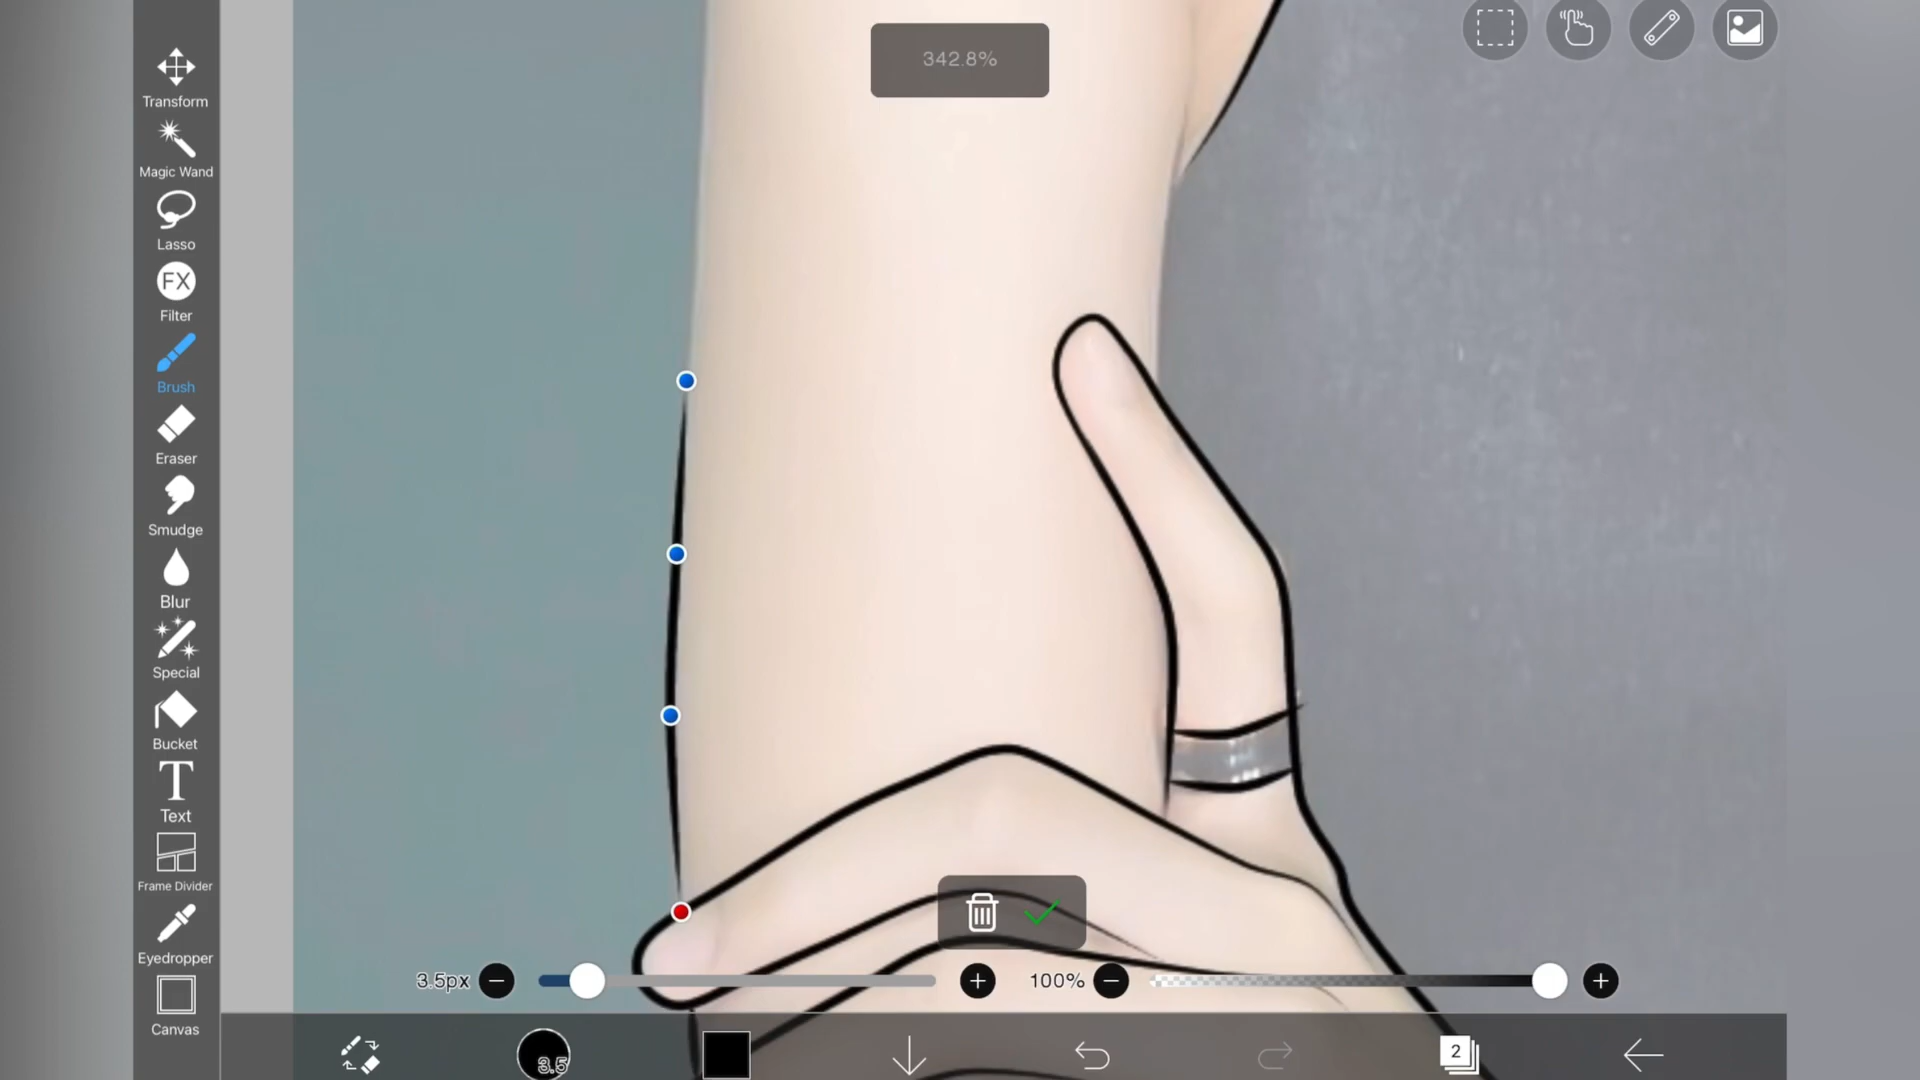 342.8%
Transform
Magic Wand
Lasso
FX
Filter
Brush
Eraser
Smudge
Blur
Special
Bucket
T
Text
Frame Divider
Eyedropper
Canvas
3.5px
100%
3.5
2